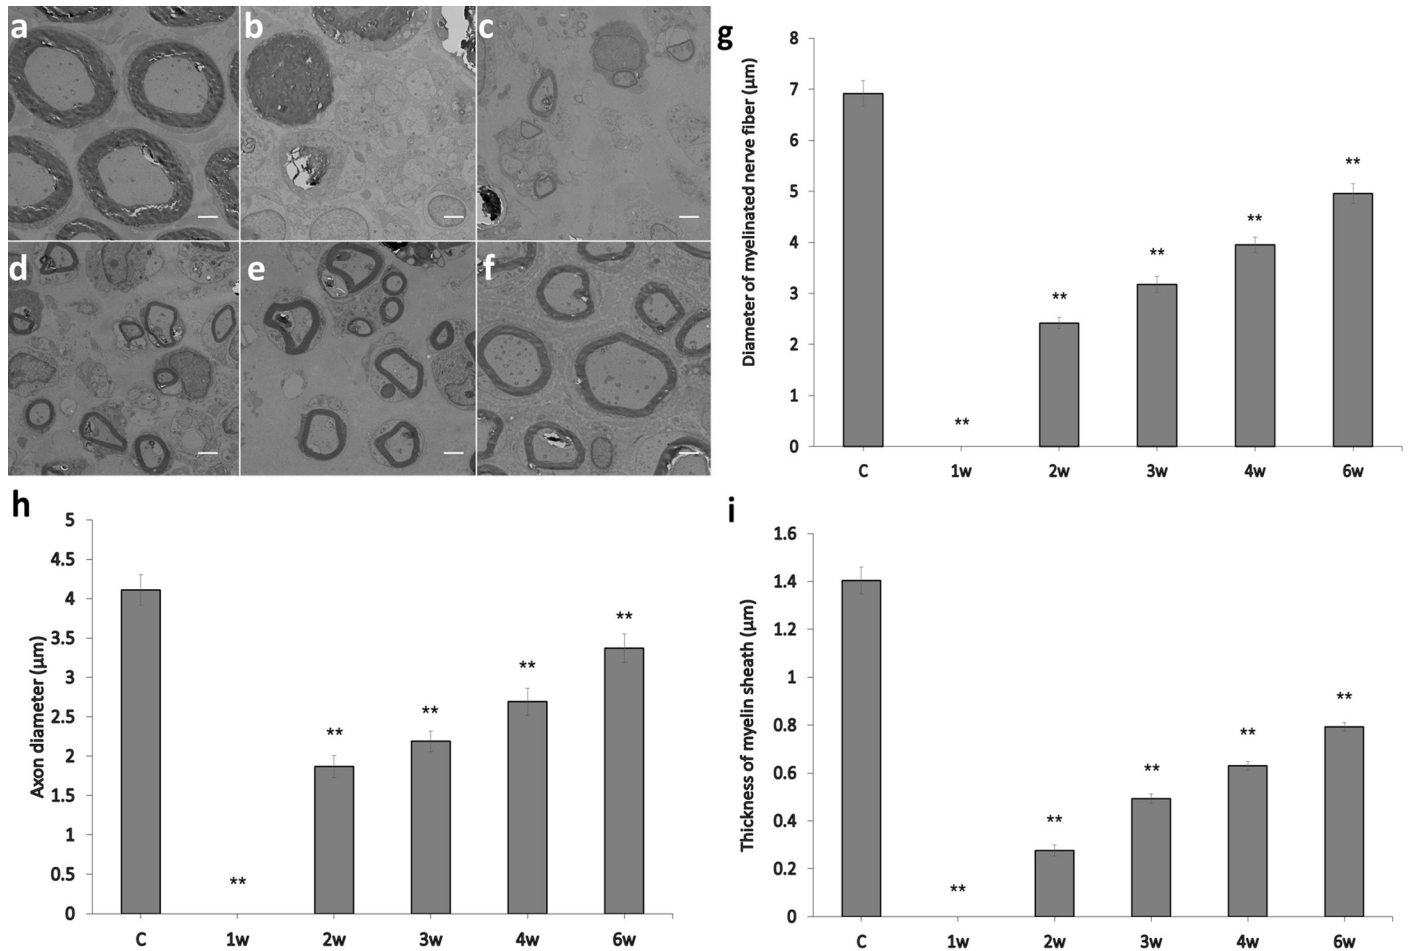 a
b
c
d
e
f
g
8
7
6
5
4
3
2
1
0
Diameter of myelinated nerve fiber (μm)
**
**
**
**
**
C 1w 2w 3w 4w 6w
h
5
4.5
4
3.5
3
2.5
2
1.5
1
0.5
0
Axon diameter (μm)
**
**
**
**
**
C 1w 2w 3w 4w 6w
i
1.6
1.4
1.2
1
0.8
0.6
0.4
0.2
0
Thickness of myelin sheath (μm)
**
**
**
**
**
C 1w 2w 3w 4w 6w